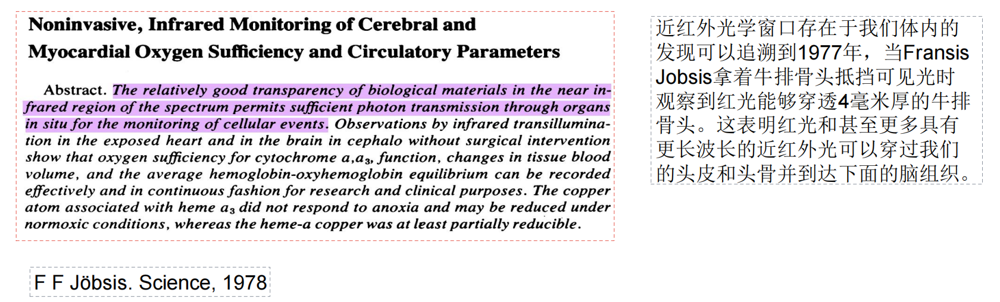 Noninvasive, Infrared Monitoring of Cerebral and
Myocardial Oxygen Sufficiency and Circulatory Parameters
Abstract. The relatively good transparency of biological materials in the near in-
frared region of the spectrum permits sufficient photon transmission through organs
in situ for the monitoring of cellular events. Observations by infrared transillumina-
tion in the exposed heart and in the brain in cephalo without surgical intervention
show that oxygen sufficiency for cytochrome a,a₃, function, changes in tissue blood
volume, and the average hemoglobin-oxyhemoglobin equilibrium can be recorded
effectively and in continuous fashion for research and clinical purposes. The copper
atom associated with heme a₃ did not respond to anoxia and may be reduced under
normoxic conditions, whereas the heme-a copper was at least partially reducible.
F F Jöbsis. Science, 1978
近红外光学窗口存在于我们体内的
发现可以追溯到1977年，当Fransis
Jobsis拿着牛排骨头抵挡可见光时
观察到红光能够穿透4毫米厚的牛排
骨头。这表明红光和甚至更多具有
更长波长的近红外光可以穿过我们
的头皮和头骨并到达下面的脑组织。